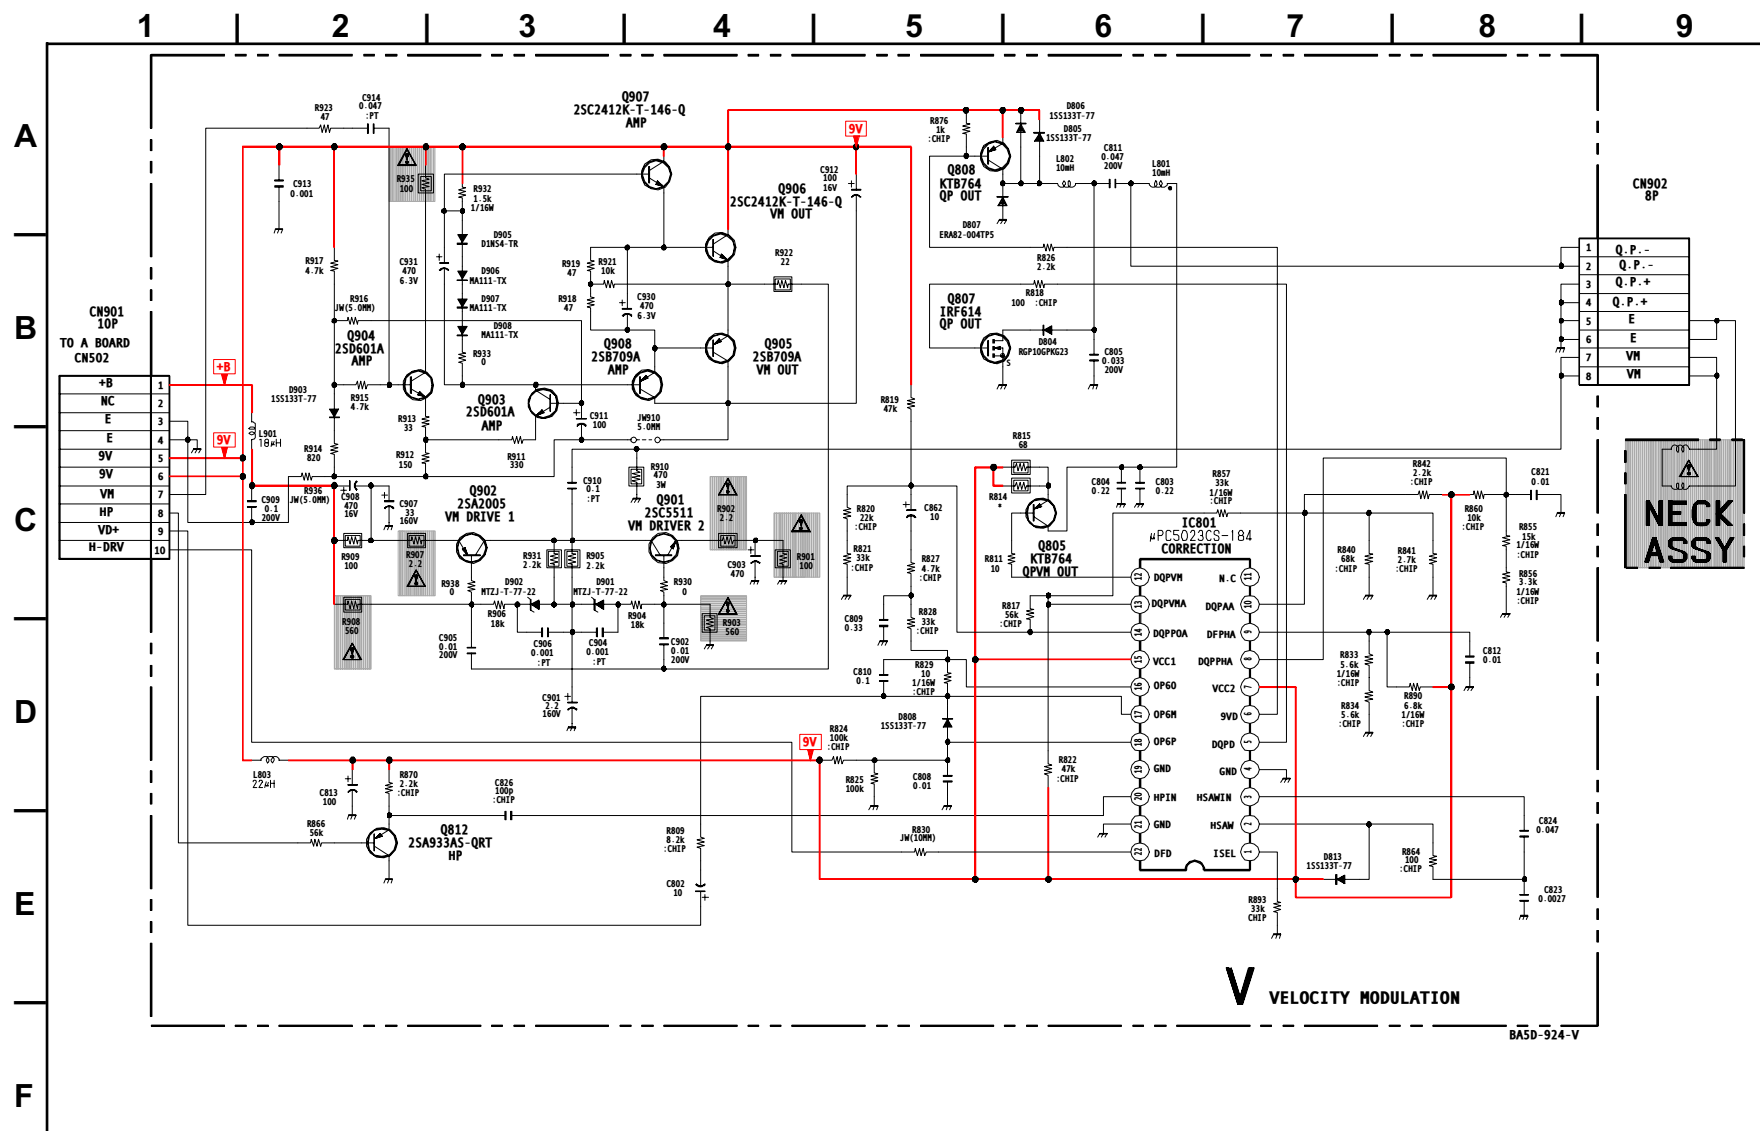 1 2 3 4 5 6 7 8 9
A
B
C
D
E
F
CN901
10P
TO A BOARD
CN502
+B 1
NC 2
E 3
E 4
9V 5
9V 6
VM 7
HP 8
VD+ 9
H-DRV 10
+B
9V
R923
47
C914
0.047
:PT
C913
0.001
R935
100
R932
1.5k
1/16W
Q907
2SC2412K-T-146-Q
AMP
9V
C912
100
16V
Q906
2SC2412K-T-146-Q
VM OUT
R917
4.7k
C931
470
6.3V
D905
D1NS4-TR
D906
MA111-TX
D907
MA111-TX
D908
MA111-TX
R933
0
R919
47
R921
10k
R918
47
C930
470
6.3V
R922
22
R916
JW(5.0MM)
Q904
2SD601A
AMP
Q908
2SB709A
AMP
Q905
2SB709A
VM OUT
D903
1SS133T-77
R915
4.7k
R913
33
Q903
2SD601A
AMP
C911
100
JW910
5.0MM
L901
18μH
R914
820
R912
150
R911
330
R936
JW(5.0MM)
C909
0.1
200V
C908
470
16V
C907
33
160V
Q902
2SA2005
VM DRIVE 1
C910
0.1
:PT
R910
470
3W
Q901
2SC5511
VM DRIVER 2
R902
2.2
R909
100
R907
2.2
R931
2.2k
R905
2.2k
C903
470
R901
100
R938
0
D902
MTZJ-T-77-22
D901
MTZJ-T-77-22
R930
0
R906
18k
R904
18k
R908
560
R903
560
C905
0.01
200V
C906
0.001
:PT
C904
0.001
:PT
C902
0.01
200V
C901
2.2
160V
L803
22μH
C813
100
R870
2.2k
:CHIP
C826
100p
:CHIP
R866
56k
Q812
2SA933AS-QRT
HP
R809
8.2k
:CHIP
C802
10
R876
1k
:CHIP
D806
1SS133T-77
D805
1SS133T-77
Q808
KTB764
QP OUT
L802
10mH
C811
0.047
200V
L801
10mH
D807
ERA82-004TP5
R826
2.2k
R818
100 :CHIP
Q807
IRF614
QP OUT
S
D804
RGP10GPKG23
C805
0.033
200V
R819
47k
R815
68
R814
*
C804
0.22
C803
0.22
R857
33k
1/16W
:CHIP
R842
2.2k
:CHIP
C821
0.01
R820
22k
:CHIP
C862
10
R821
33k
:CHIP
R827
4.7k
:CHIP
R811
10
Q805
KTB764
QPVM OUT
IC801
μPC5023CS-184
CORRECTION
R860
10k
:CHIP
R855
15k
1/16W
:CHIP
R840
68k
:CHIP
R841
2.7k
:CHIP
R856
3.3k
1/16W
:CHIP
C809
0.33
R828
33k
:CHIP
R817
56k
:CHIP
C810
0.1
R829
10
1/16W
:CHIP
D808
1SS133T-77
9V
R824
100k
:CHIP
R825
100k
C808
0.01
R822
47k
:CHIP
R830
JW(10MM)
12 DQPVM N.C 11
13 DQPVMA DQPAA 10
14 DQPPOA DFPHA 9
15 VCC1 DQPPHA 8
16 OP6O VCC2 7
17 OP6M 9VD 6
18 OP6P DQPD 5
19 GND GND 4
20 HPIN HSAWIN 3
21 GND HSAW 2
22 DFD ISEL 1
R833
5.6k
1/16W
:CHIP
R834
5.6k
:CHIP
R890
6.8k
1/16W
:CHIP
C812
0.01
D813
1SS133T-77
R864
100
:CHIP
C824
0.047
C823
0.0027
R893
33k
CHIP
CN902
8P
1 Q.P.-
2 Q.P.-
3 Q.P.+
4 Q.P.+
5 E
6 E
7 VM
8 VM
NECK
ASSY
V VELOCITY MODULATION
BA5D-924-V